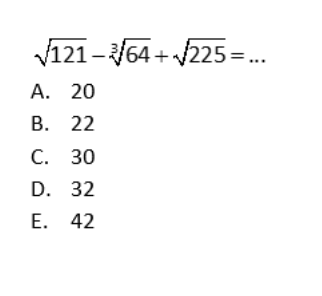 √121 – ∛64 + √225 = ...
A. 20
B. 22
C. 30
D. 32
E. 42